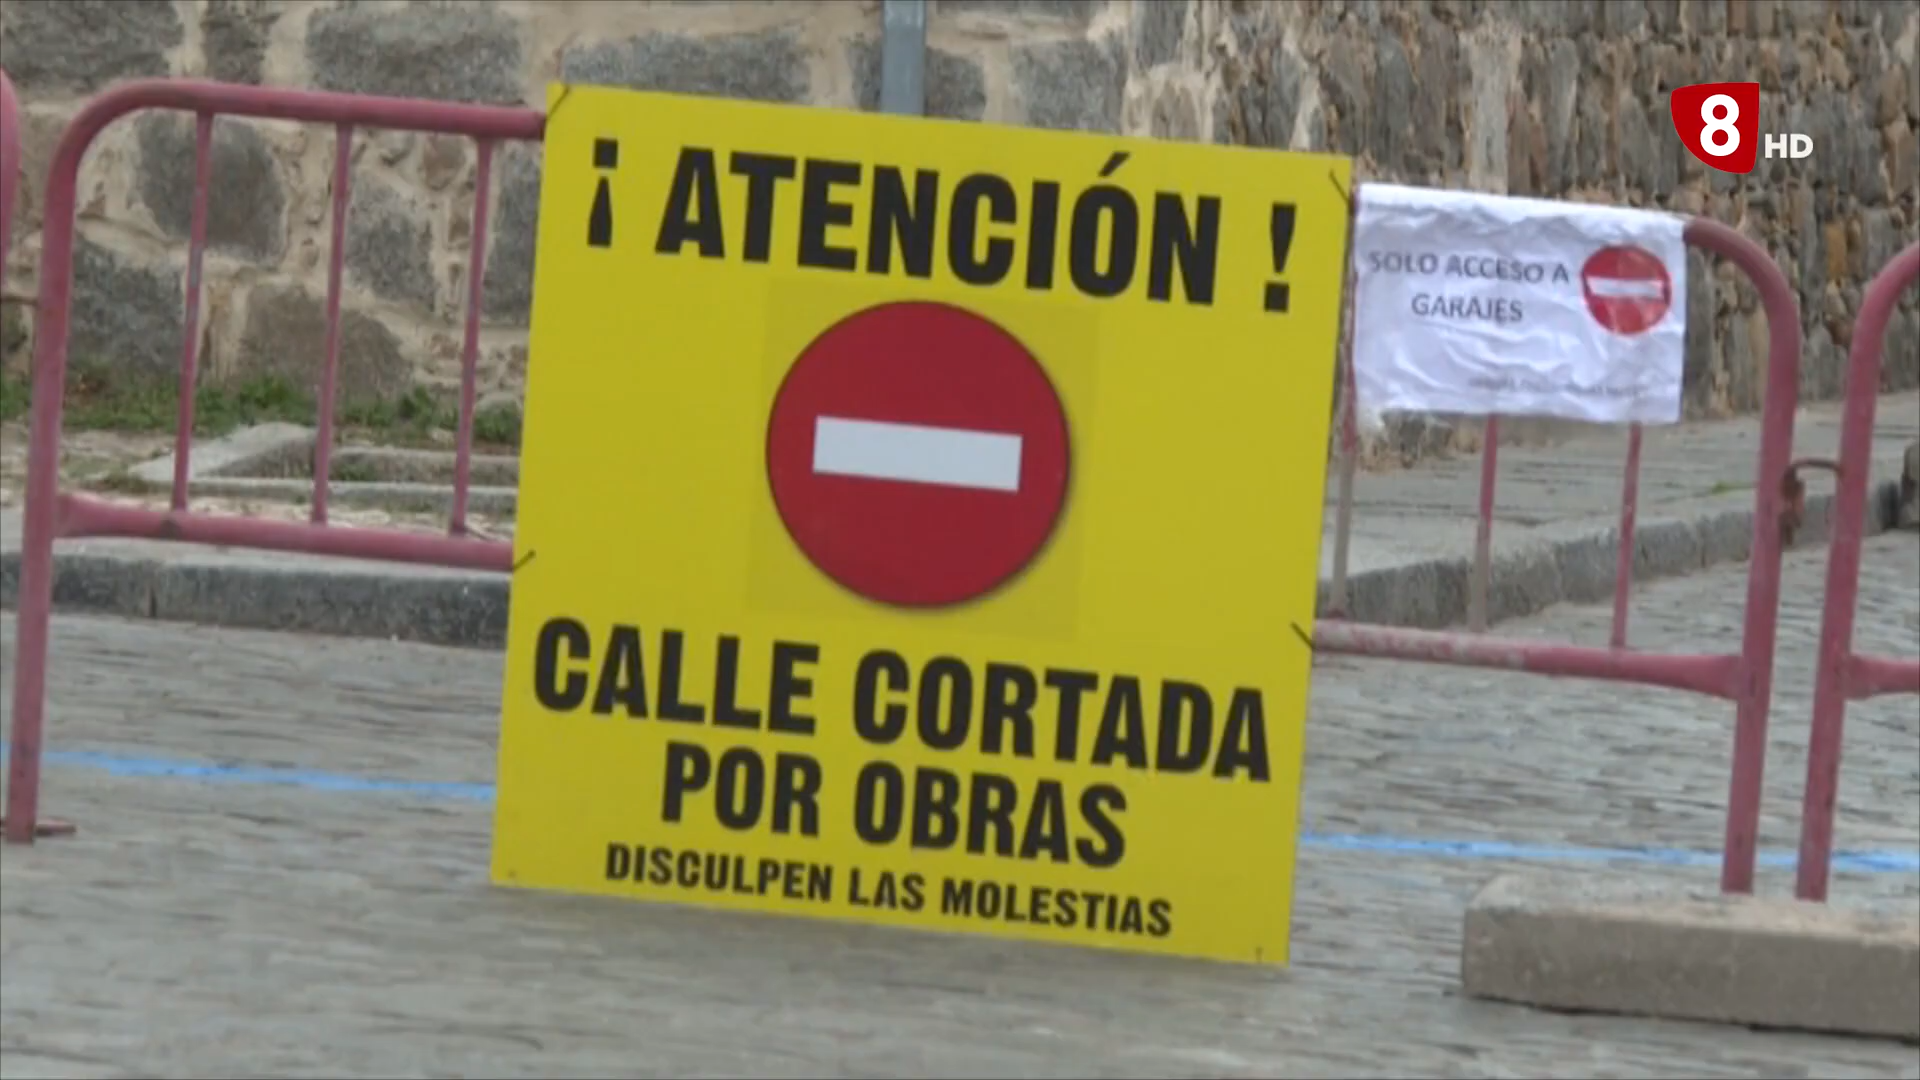 ¡ ATENCIÓN !
CALLE CORTADA
POR OBRAS
DISCULPEN LAS MOLESTIAS
SOLO ACCESO A
GARAJES
8 HD